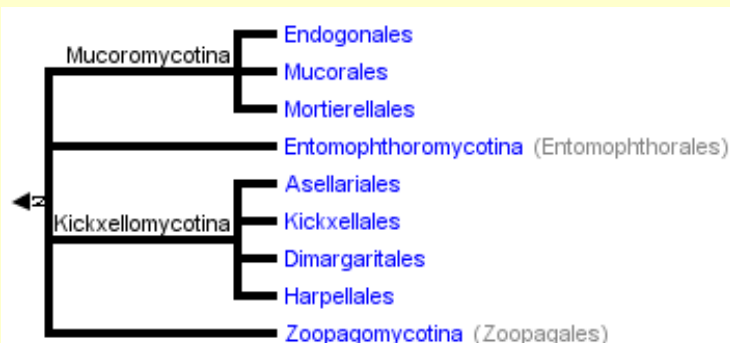 Endogonales
Mucoromycotina
Mucorales
Mortierellales
Entomophthoromycotina (Entomophthorales)
Asellariales
Kickxellomycotina
Kickxellales
Dimargaritales
Harpellales
Zoopagomycotina (Zoopagales)